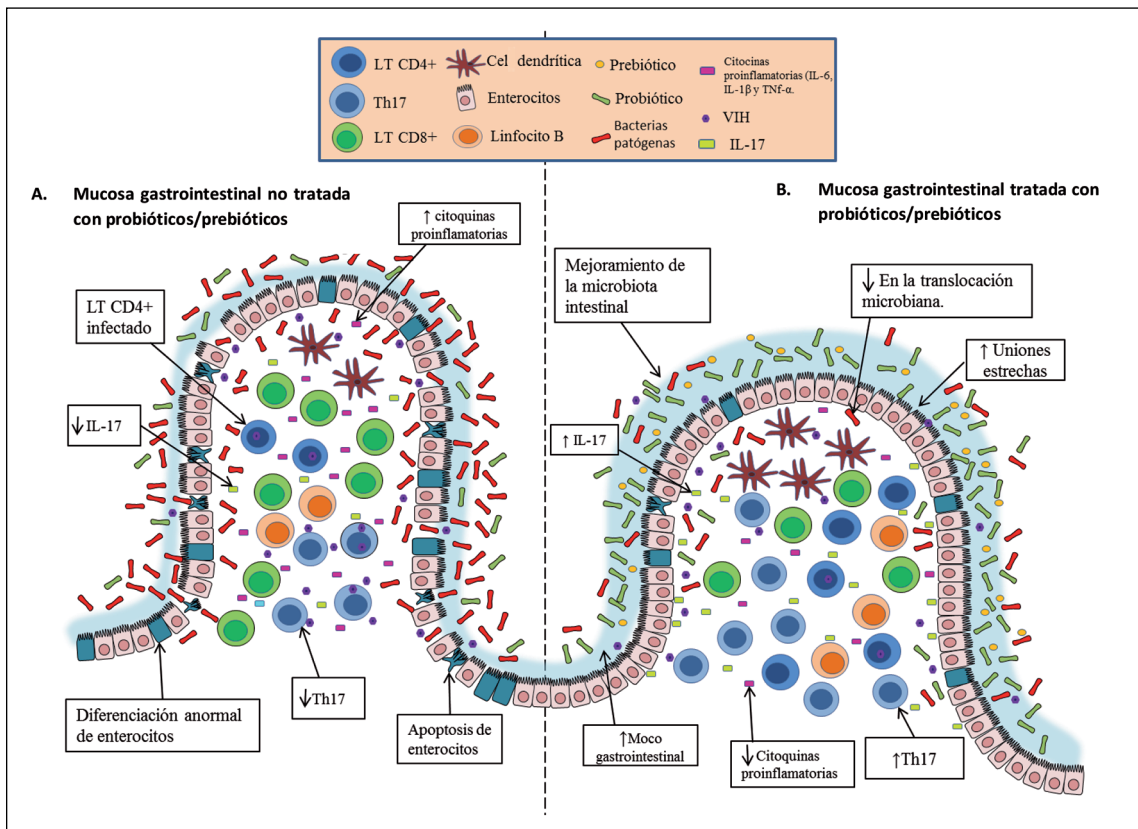 LT CD4+
Th17
LT CD8+
Cel dendrítica
Enterocitos
Linfocito B
Prebiótico
Probiótico
Bacterias
patógenas
Citocinas
proinflamatorias (IL-6,
IL-1β y TNf-α.
VIH
IL-17
A. Mucosa gastrointestinal no tratada
con probióticos/prebióticos
↑ citoquinas
proinflamatorias
LT CD4+
infectado
↓IL-17
Diferenciación anormal
de enterocitos
↓Th17
Apoptosis de
enterocitos
B. Mucosa gastrointestinal tratada con
probióticos/prebióticos
Mejoramiento de
la microbiota
intestinal
↓ En la translocación
microbiana.
↑ Uniones
estrechas
↑ IL-17
↑Moco
gastrointestinal
↓Citoquinas
proinflamatorias
↑Th17